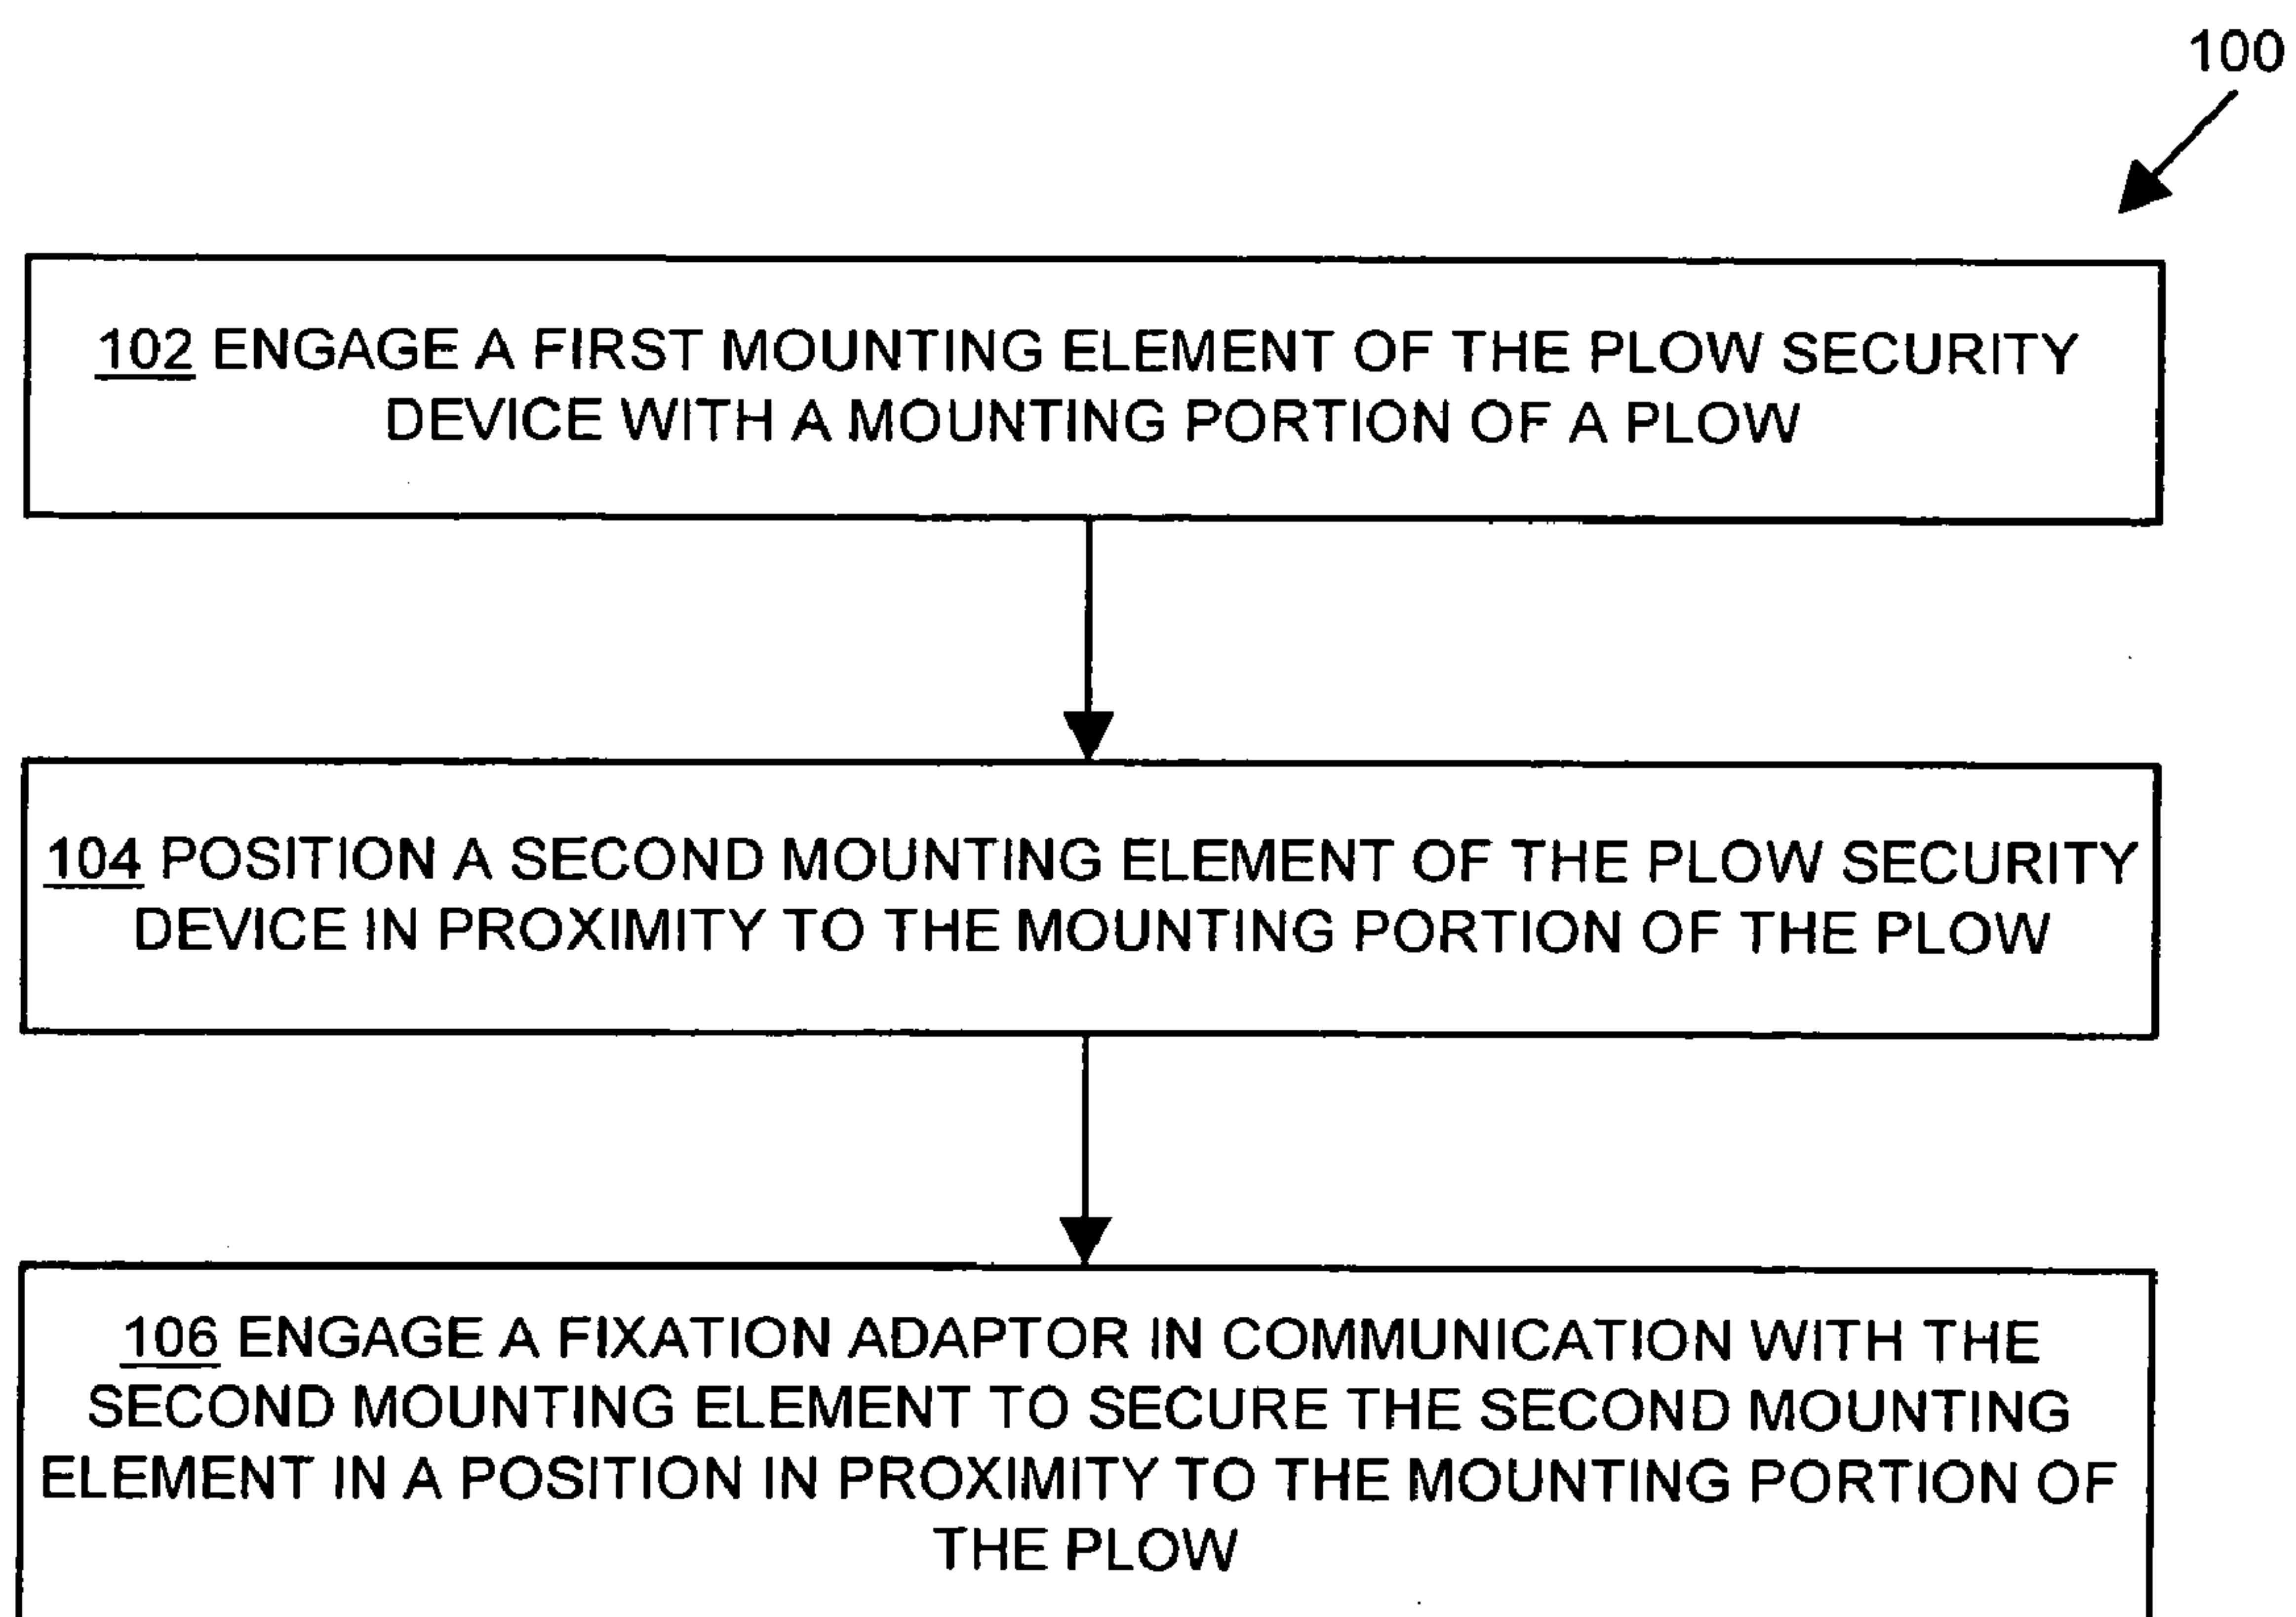 100
102 ENGAGE A FIRST MOUNTING ELEMENT OF THE PLOW SECURITY
DEVICE WITH A MOUNTING PORTION OF A PLOW
104 POSITION A SECOND MOUNTING ELEMENT OF THE PLOW SECURITY
DEVICE IN PROXIMITY TO THE MOUNTING PORTION OF THE PLOW
106 ENGAGE A FIXATION ADAPTOR IN COMMUNICATION WITH THE
SECOND MOUNTING ELEMENT TO SECURE THE SECOND MOUNTING
ELEMENT IN A POSITION IN PROXIMITY TO THE MOUNTING PORTION OF
THE PLOW